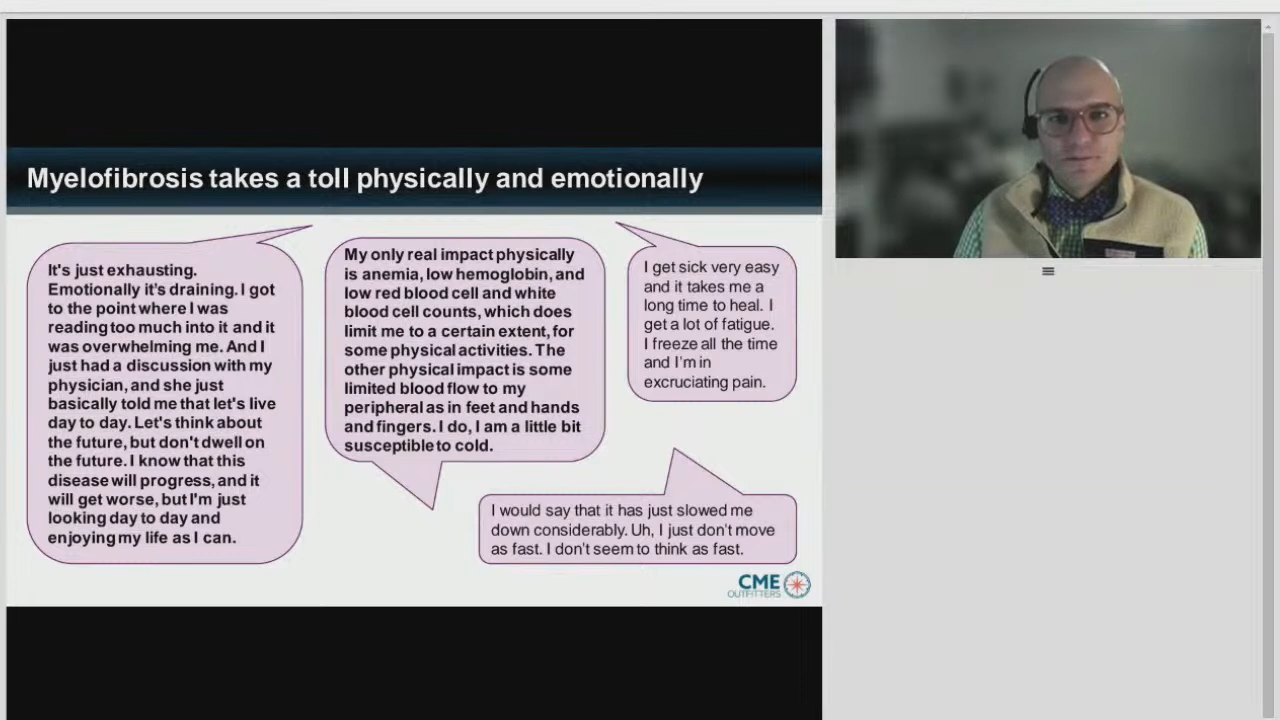 Myelofibrosis takes a toll physically and emotionally
It's just exhausting.
Emotionally it's draining. I got
to the point where I was
reading too much into it and it
was overwhelming me. And I
just had a discussion with my
physician, and she just
basically told me that let's live
day to day. Let's think about
the future, but don't dwell on
the future. I know that this
disease will progress, and it
will get worse, but I'm just
looking day to day and
enjoying my life as I can.
My only real impact physically
is anemia, low hemoglobin, and
low red blood cell and white
blood cell counts, which does
limit me to a certain extent, for
some physical activities. The
other physical impact is some
limited blood flow to my
peripheral as in feet and hands
and fingers. I do, I am a little bit
susceptible to cold.
I get sick very easy
and it takes me a
long time to heal. I
get a lot of fatigue.
I freeze all the time
and I'm in
excruciating pain.
I would say that it has just slowed me
down considerably. Uh, I just don't move
as fast. I don't seem to think as fast.
CME
OUTFITTERS